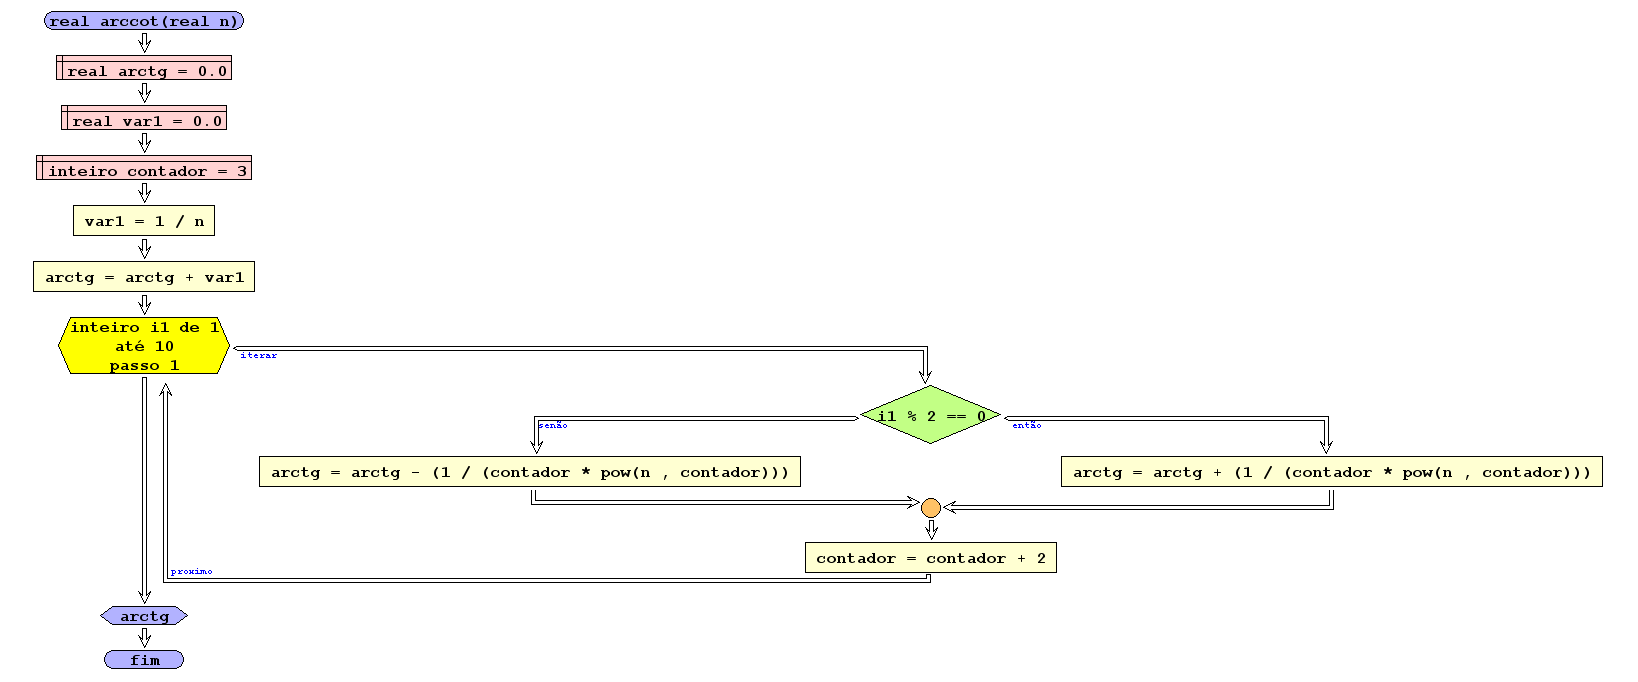 real arccot(real n)
real arctg = 0.0
real var1 = 0.0
inteiro contador = 3
var1 = 1 / n
arctg = arctg + var1
inteiro i1 de 1
até 10
passo 1
iterar
i1 % 2 == 0
senão
então
arctg = arctg - (1 / (contador * pow(n , contador)))
arctg = arctg + (1 / (contador * pow(n , contador)))
contador = contador + 2
proximo
arctg
fim